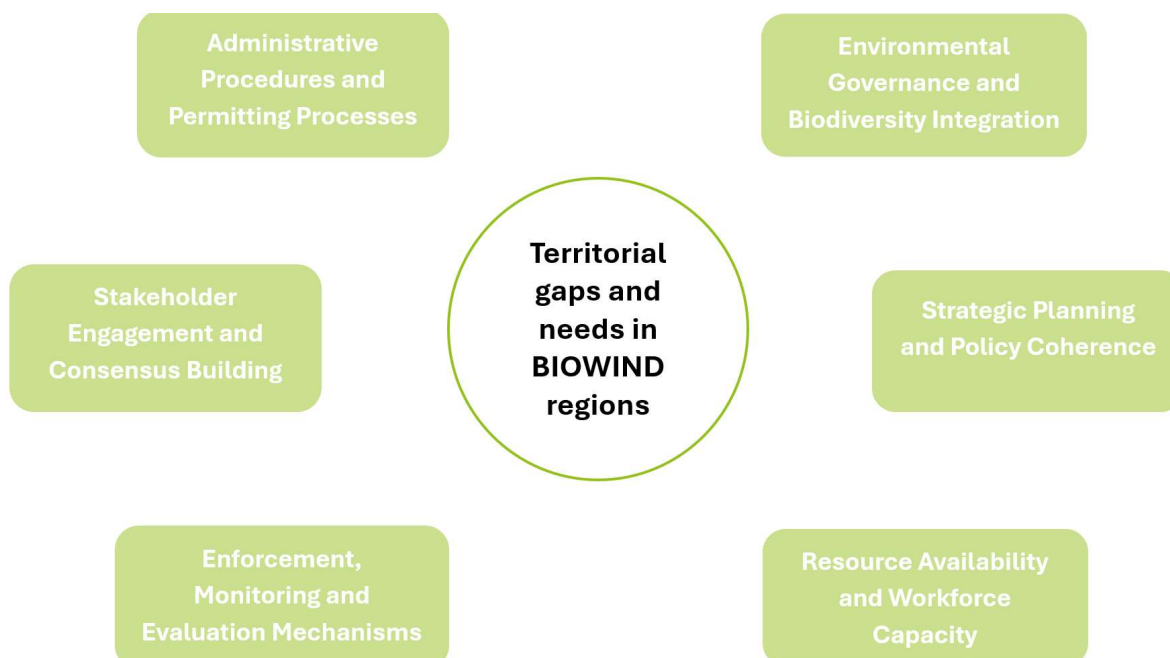 Administrative
Procedures and
Permitting Processes
Environmental
Governance and
Biodiversity Integration
Stakeholder
Engagement and
Consensus Building
Territorial
gaps and
needs in
BIOWIND
regions
Strategic Planning
and Policy Coherence
Enforcement,
Monitoring and
Evaluation Mechanisms
Resource Availability
and Workforce
Capacity